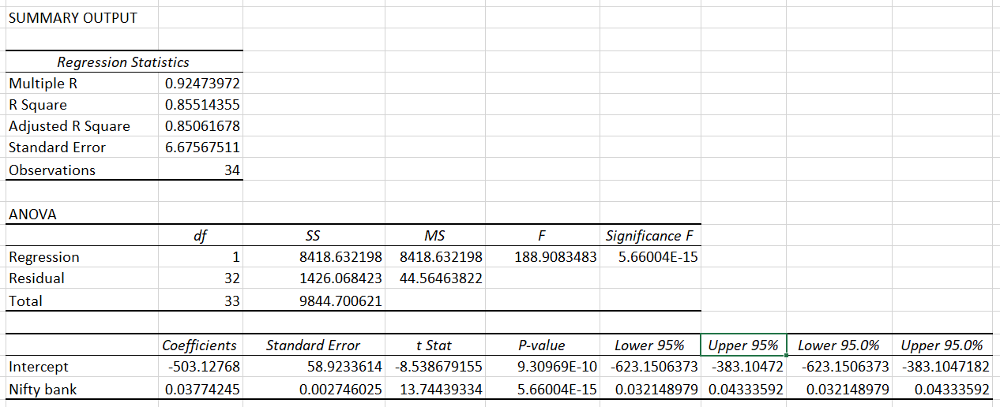 SUMMARY OUTPUT
Regression Statistics
Multiple R 0.92473972
R Square 0.85514355
Adjusted R Square 0.85061678
Standard Error 6.67567511
Observations 34
ANOVA
df SS MS F Significance F
Regression 1 8418.632198 8418.632198 188.9083483 5.66004E-15
Residual 32 1426.068423 44.56463822
Total 33 9844.700621
Coefficients Standard Error t Stat P-value Lower 95% Upper 95% Lower 95.0% Upper 95.0%
Intercept -503.12768 58.9233614 -8.538679155 9.30969E-10 -623.1506373 -383.10472 -623.1506373 -383.1047182
Nifty bank 0.03774245 0.002746025 13.74439334 5.66004E-15 0.032148979 0.04333592 0.032148979 0.04333592